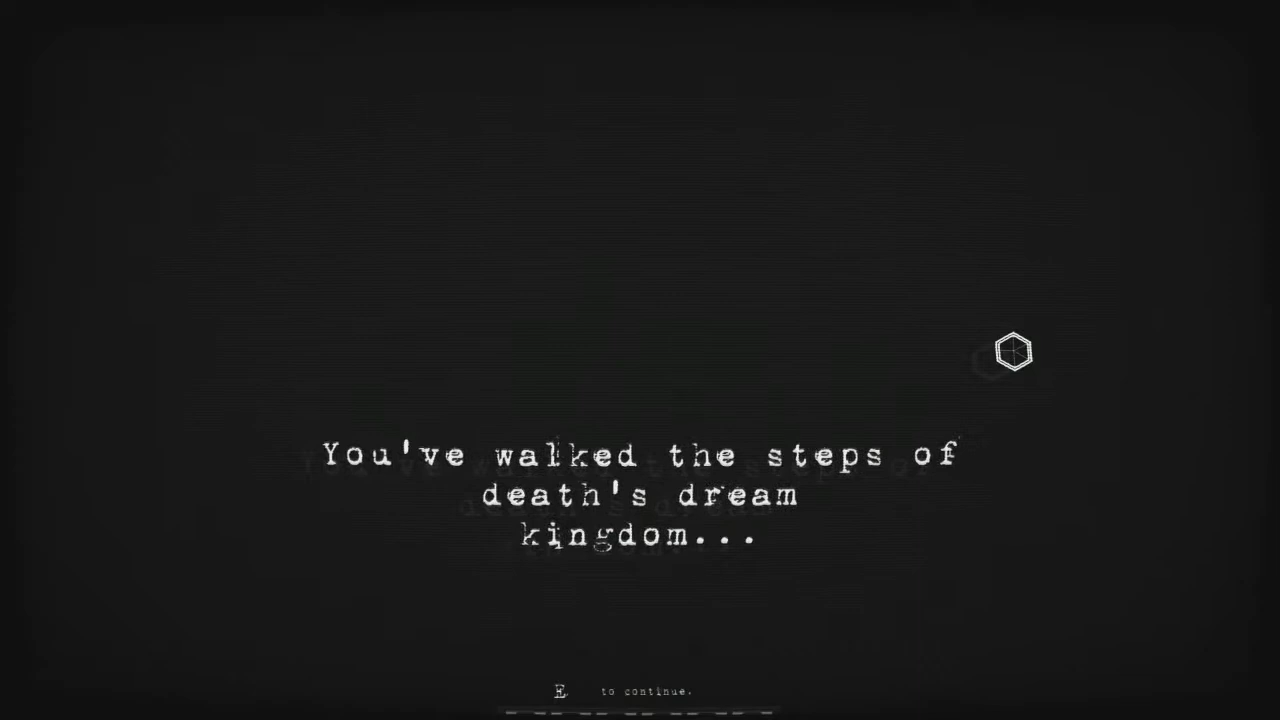 You've walked the steps of
death's dream
kingdom...
E to continue.